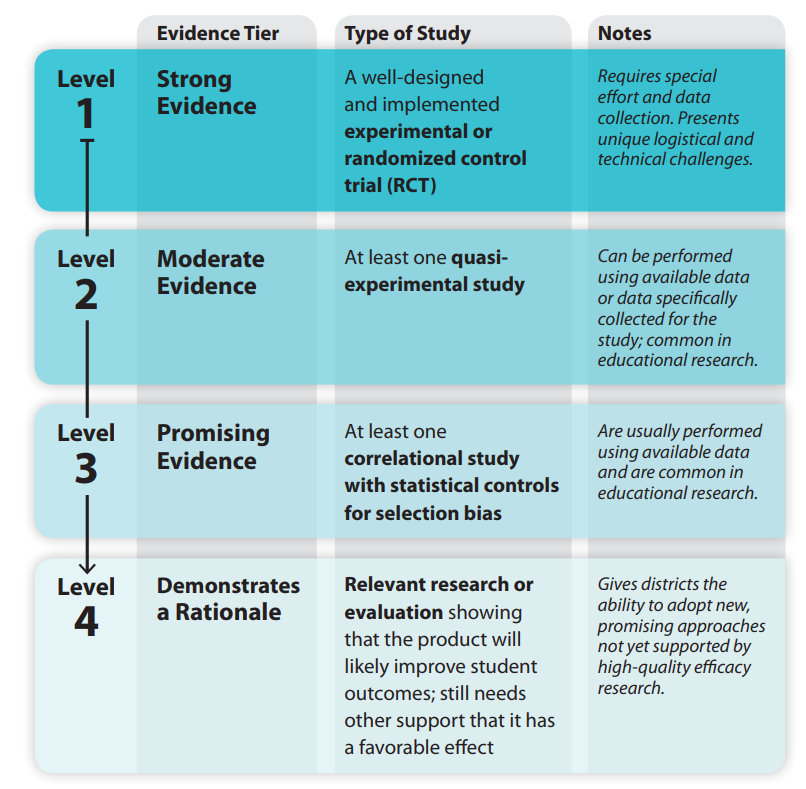 Evidence Tier
Type of Study
Notes
Level
1
Strong
Evidence
A well-designed
and implemented
experimental or
randomized control
trial (RCT)
Requires special
effort and data
collection. Presents
unique logistical and
technical challenges.
Level
2
Moderate
Evidence
At least one quasi-
experimental study
Can be performed
using available data
or data specifically
collected for the
study; common in
educational research.
Level
3
Promising
Evidence
At least one
correlational study
with statistical controls
for selection bias
Are usually performed
using available data
and are common in
educational research.
Level
4
Demonstrates
a Rationale
Relevant research or
evaluation showing
that the product will
likely improve student
outcomes; still needs
other support that it has
a favorable effect
Gives districts the
ability to adopt new,
promising approaches
not yet supported by
high-quality efficacy
research.